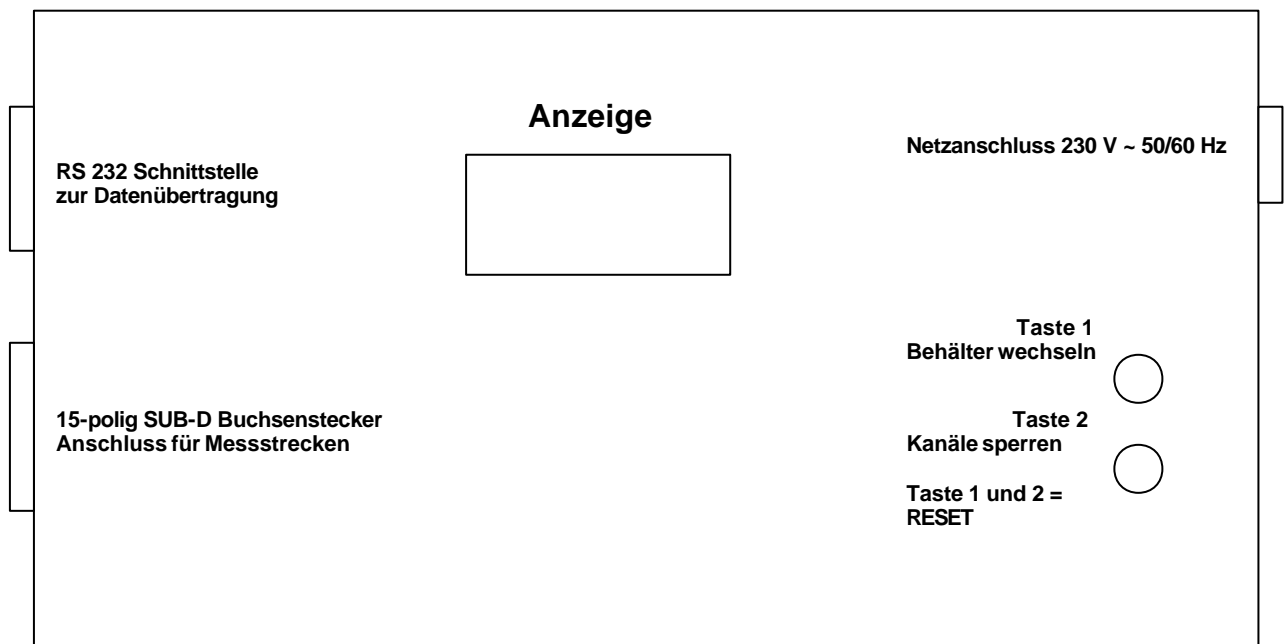 Anzeige
RS 232 Schnittstelle
zur Datenübertragung
Netzanschluss 230 V ~ 50/60 Hz
15-polig SUB-D Buchsenstecker
Anschluss für Messstrecken
Taste 1
Behälter wechseln
Taste 2
Kanäle sperren
Taste 1 und 2 =
RESET